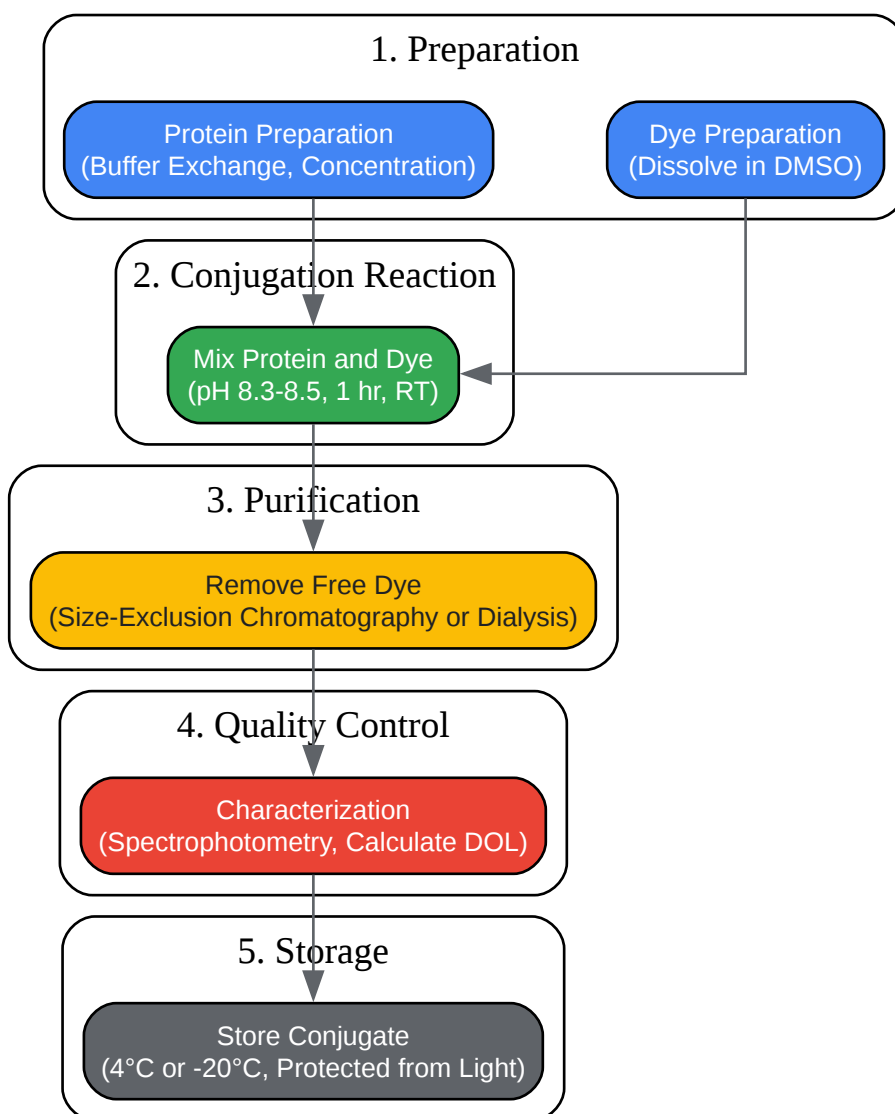 1. Preparation
Protein Preparation
(Buffer Exchange, Concentration)
Dye Preparation
(Dissolve in DMSO)
2. Conjugation Reaction
Mix Protein and Dye
(pH 8.3-8.5, 1 hr, RT)
3. Purification
Remove Free Dye
(Size-Exclusion Chromatography or Dialysis)
4. Quality Control
Characterization
(Spectrophotometry, Calculate DOL)
5. Storage
Store Conjugate
(4°C or -20°C, Protected from Light)